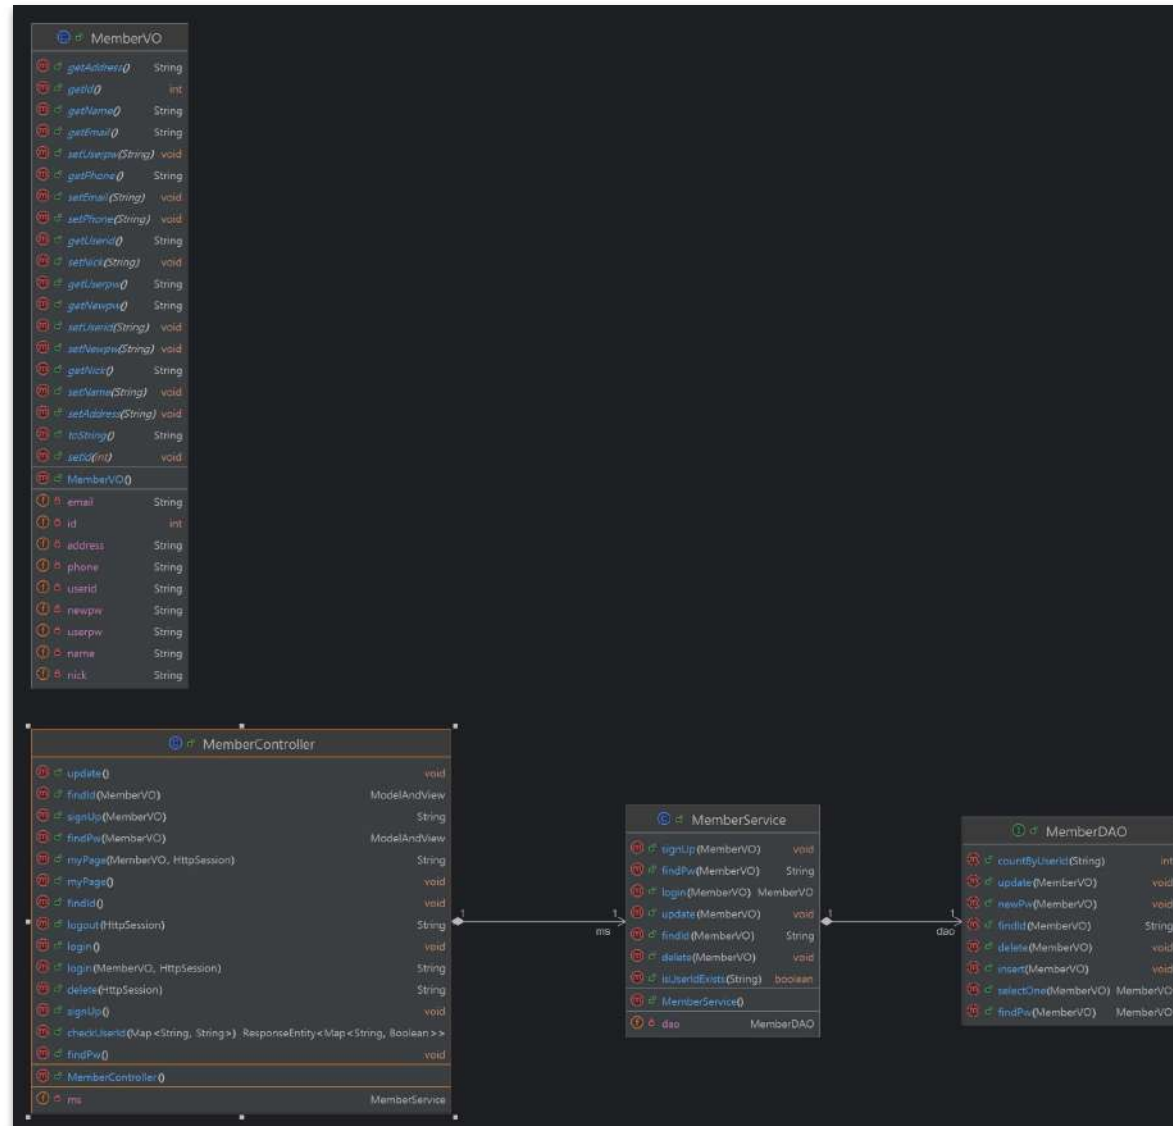 MemberVO
getAddress() String
getId() int
getName() String
getEmail() String
setUserpw(String) void
getPhone() String
setEmail(String) void
setPhone(String) void
getUserid() String
setNick(String) void
getUserpw() String
getNewpw() String
setUserid(String) void
setNewpw(String) void
getNick() String
setName(String) void
setAddress(String) void
toString() String
setId(int) void
MemberVO()
email String
id int
address String
phone String
userid String
newpw String
userpw String
name String
nick String
MemberController
update() void
findId(MemberVO) ModelAndView
signUp(MemberVO) String
findPw(MemberVO) ModelAndView
myPage(MemberVO, HttpSession) String
myPage() void
findId() void
logout(HttpSession) String
login() void
login(MemberVO, HttpSession) String
delete(HttpSession) String
signUp() void
checkUserId(Map<String, String>) ResponseEntity<Map<String, Boolean>>
findPw() void
MemberController()
ms MemberService
1 1
ms
MemberService
signUp(MemberVO) void
findPw(MemberVO) String
login(MemberVO) MemberVO
update(MemberVO) void
findId(MemberVO) String
delete(MemberVO) void
isUserIdExists(String) boolean
MemberService()
dao MemberDAO
1 1
dao
MemberDAO
countByUserId(String) int
update(MemberVO) void
newPw(MemberVO) void
findId(MemberVO) String
delete(MemberVO) void
insert(MemberVO) void
selectOne(MemberVO) MemberVO
findPw(MemberVO) MemberVO